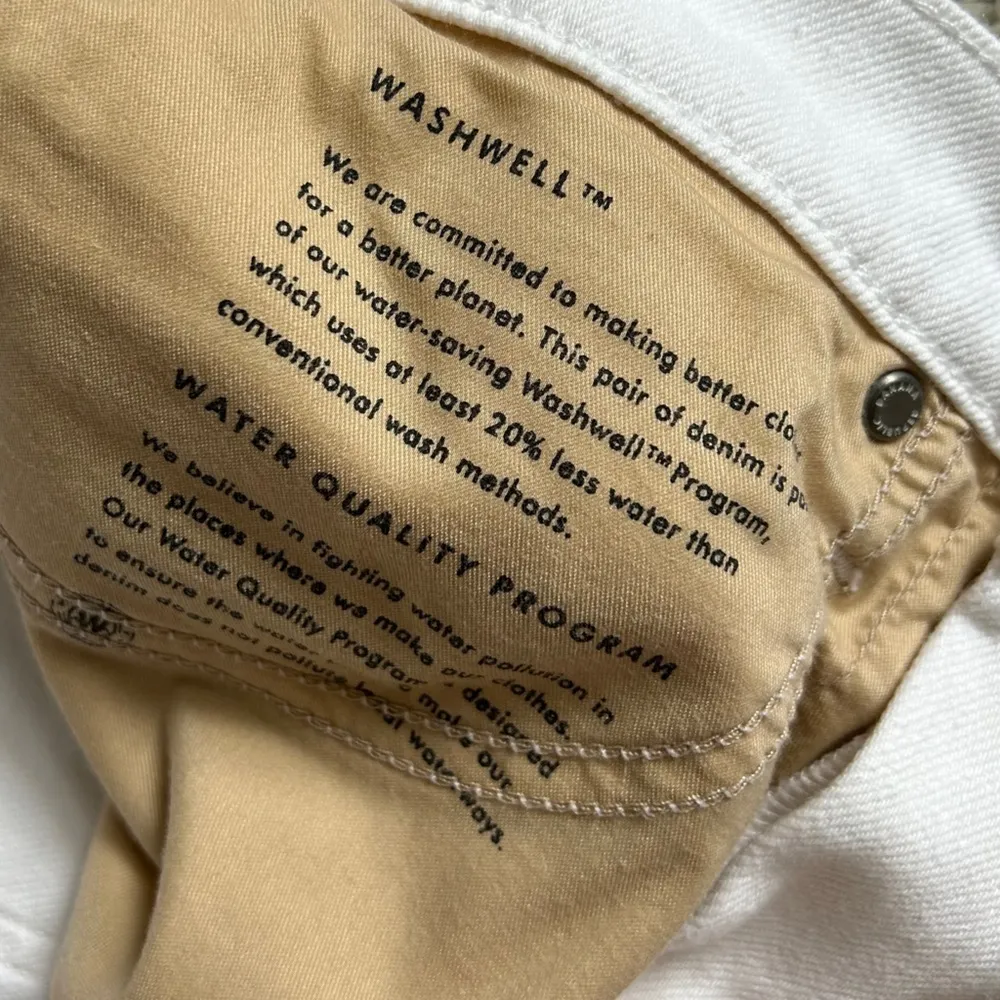 WASHWELL™
We are committed to making better clo
for a better planet. This pair of denim is pa
of our water-saving Washwell™ Program,
which uses at least 20% less water than
conventional wash methods.
WATER QUALITY PROGRAM
We believe in fighting water pollution in
the places where we make our clothes.
Our Water Quality Program designed
to ensure the water make our
denim does not pollute local waterways.
(W)